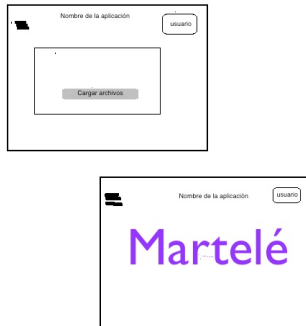 Nombre de la aplicación
usuario
Cargar archivos
Nombre de la aplicación
usuario
Martelé